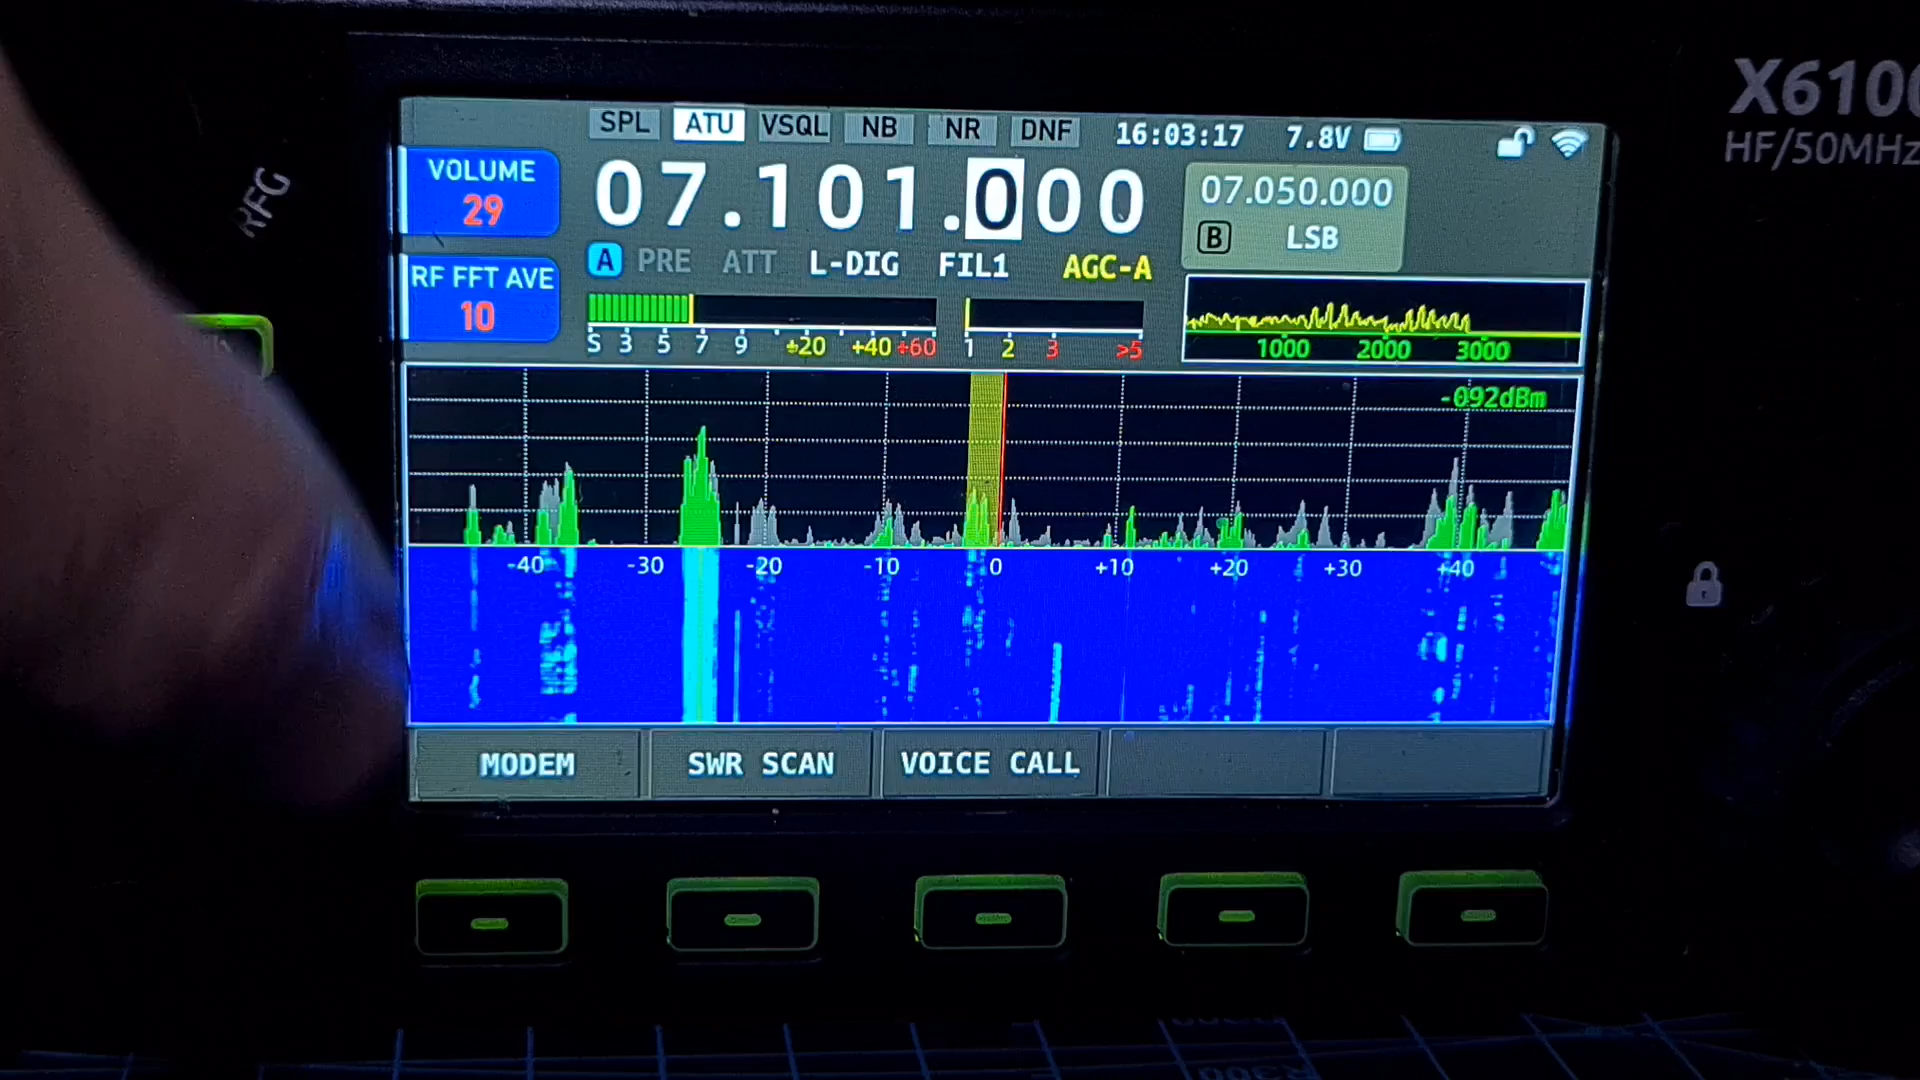 X6100
HF/50MHz
RFG
SPL ATU VSQL NB NR DNF 16:03:17 7.8V
VOLUME
29
07.101.000
07.050.000
B LSB
A PRE ATT L-DIG FIL1 AGC-A
RF FFT AVE
10
S 3 5 7 9 +20 +40 +60
1 2 3 >5
1000 2000 3000
-092dBm
-40 -30 -20 -10 0 +10 +20 +30 +40
MODEM SWR SCAN VOICE CALL